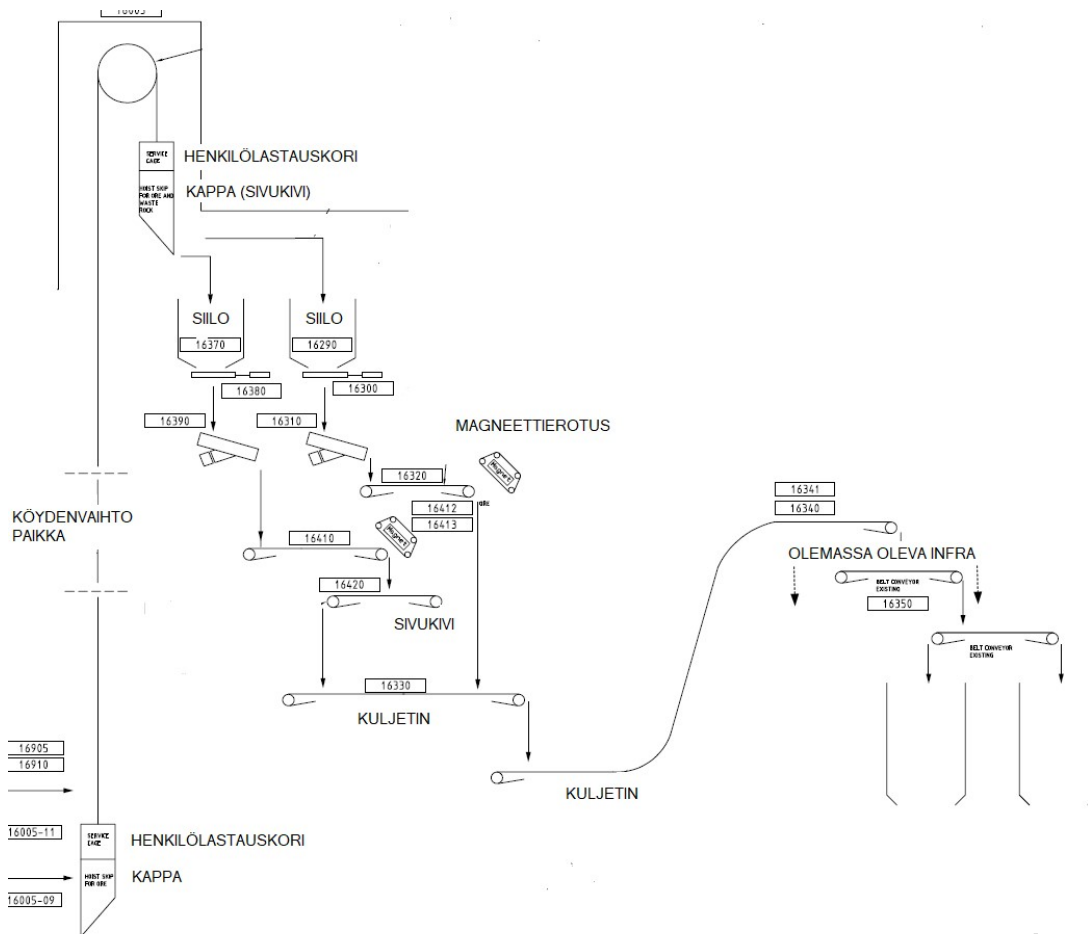 16005
SERVICE
CAGE
HENKILÖLASTAUSKORI
HOIST SKIP
FOR ORE AND
WASTE
ROCK
KAPPA (SIVUKIVI)
SIILO
SIILO
16370
16290
16380
16300
16390
16310
MAGNEETTIEROTUS
Magnet
16320
16412
16413
ORE
Magnet
16341
16340
KÖYDENVAIHTO
PAIKKA
16410
OLEMASSA OLEVA INFRA
BELT CONVEYOR
EXISTING
16350
16420
SIVUKIVI
BELT CONVEYOR
EXISTING
16330
KULJETIN
16905
16910
KULJETIN
16005-11
SERVICE
CAGE
HENKILÖLASTAUSKORI
HOIST SKIP
FOR ORE
KAPPA
16005-09